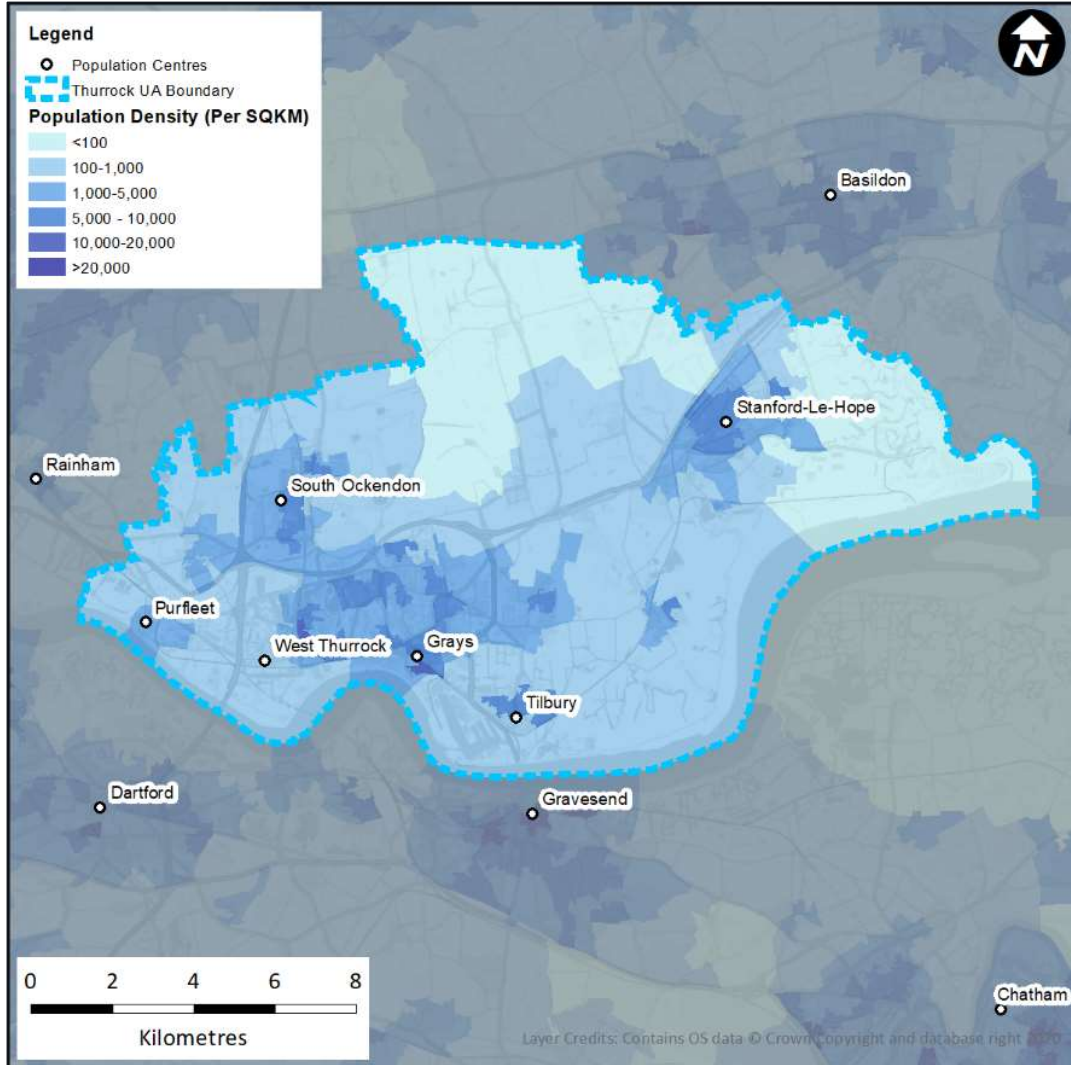 Legend
Population Centres
Thurrock UA Boundary
Population Density (Per SQKM)
<100
100-1,000
1,000-5,000
5,000 - 10,000
10,000-20,000
>20,000
N
Basildon
Stanford-Le-Hope
Rainham
South Ockendon
Purfleet
West Thurrock
Grays
Tilbury
Dartford
Gravesend
0 2 4 6 8
Kilometres
Chatham
Layer Credits: Contains OS data © Crown copyright and database right 2020